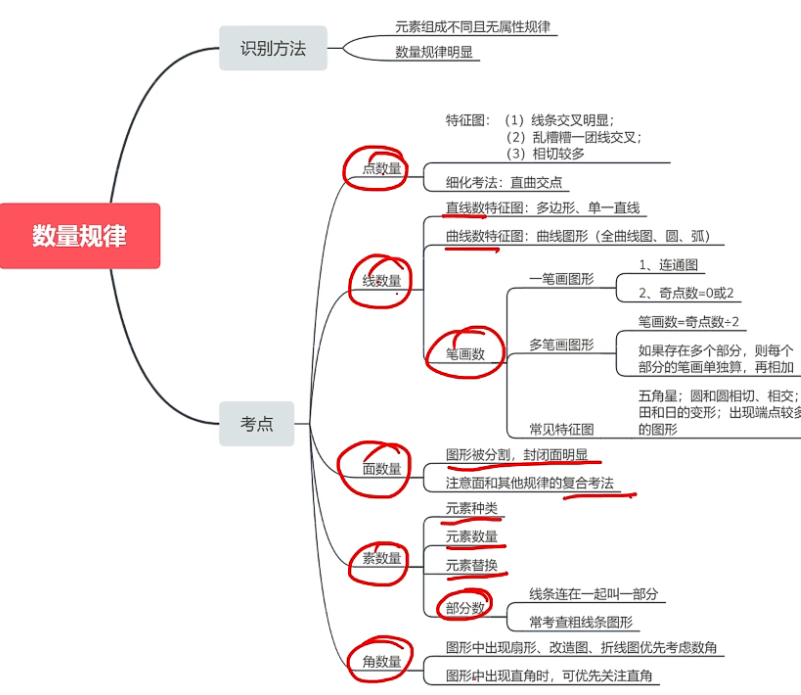 元素组成不同且无属性规律
识别方法
数量规律明显
特征图：（1）线条交叉明显；
（2）乱糟糟一团线交叉；
（3）相切较多
点数量
细化考法：直曲交点
直线数特征图：多边形、单一直线
数量规律
曲线数特征图：曲线图形（全曲线图、圆、弧）
线数量
1、连通图
一笔画图形
2、奇点数=0或2
笔画数
笔画数=奇点数÷2
多笔画图形
如果存在多个部分，则每个
部分的笔画单独算，再相加
五角星；圆和圆相切、相交；
田和日的变形；出现端点较多
的图形
常见特征图
考点
图形被分割，封闭面明显
面数量
注意面和其他规律的复合考法
元素种类
元素数量
素数量
元素替换
线条连在一起叫一部分
部分数
常考查粗线条图形
图形中出现扇形、改造图、折线图优先考虑数角
角数量
图形中出现直角时，可优先关注直角